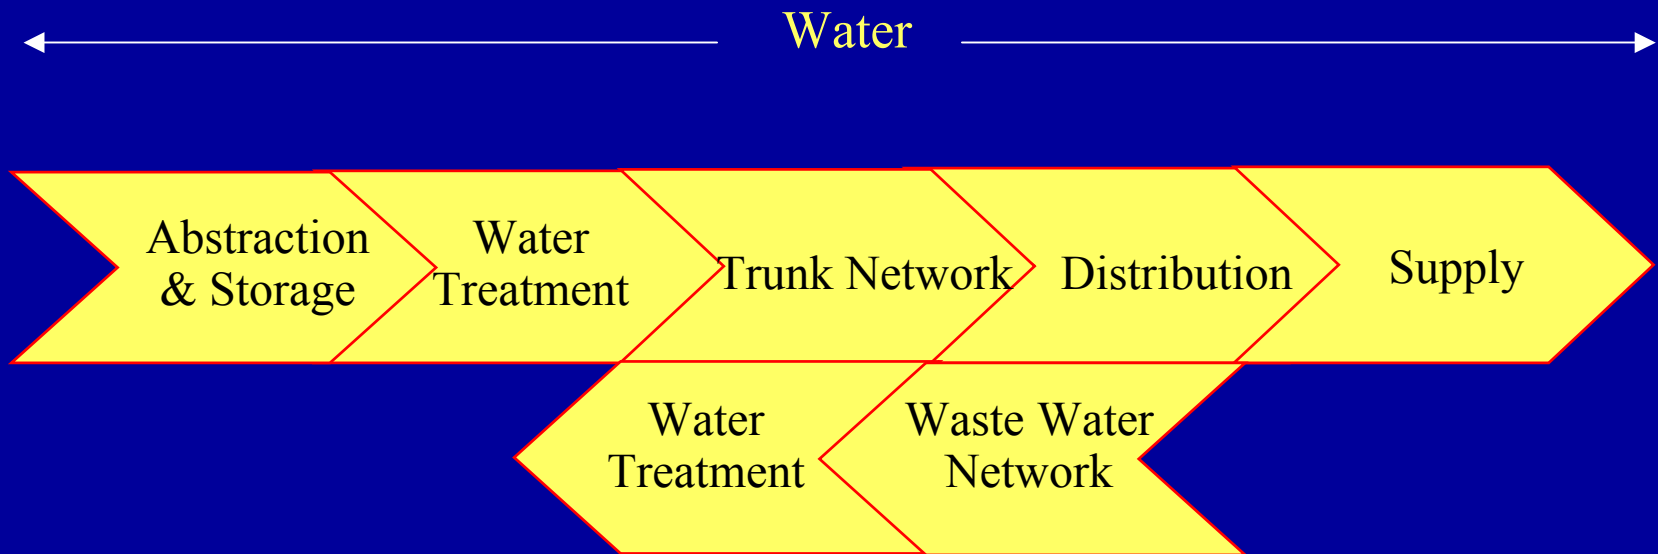 Water
Abstraction
& Storage
Water
Treatment
Trunk Network
Distribution
Supply
Water
Treatment
Waste Water
Network